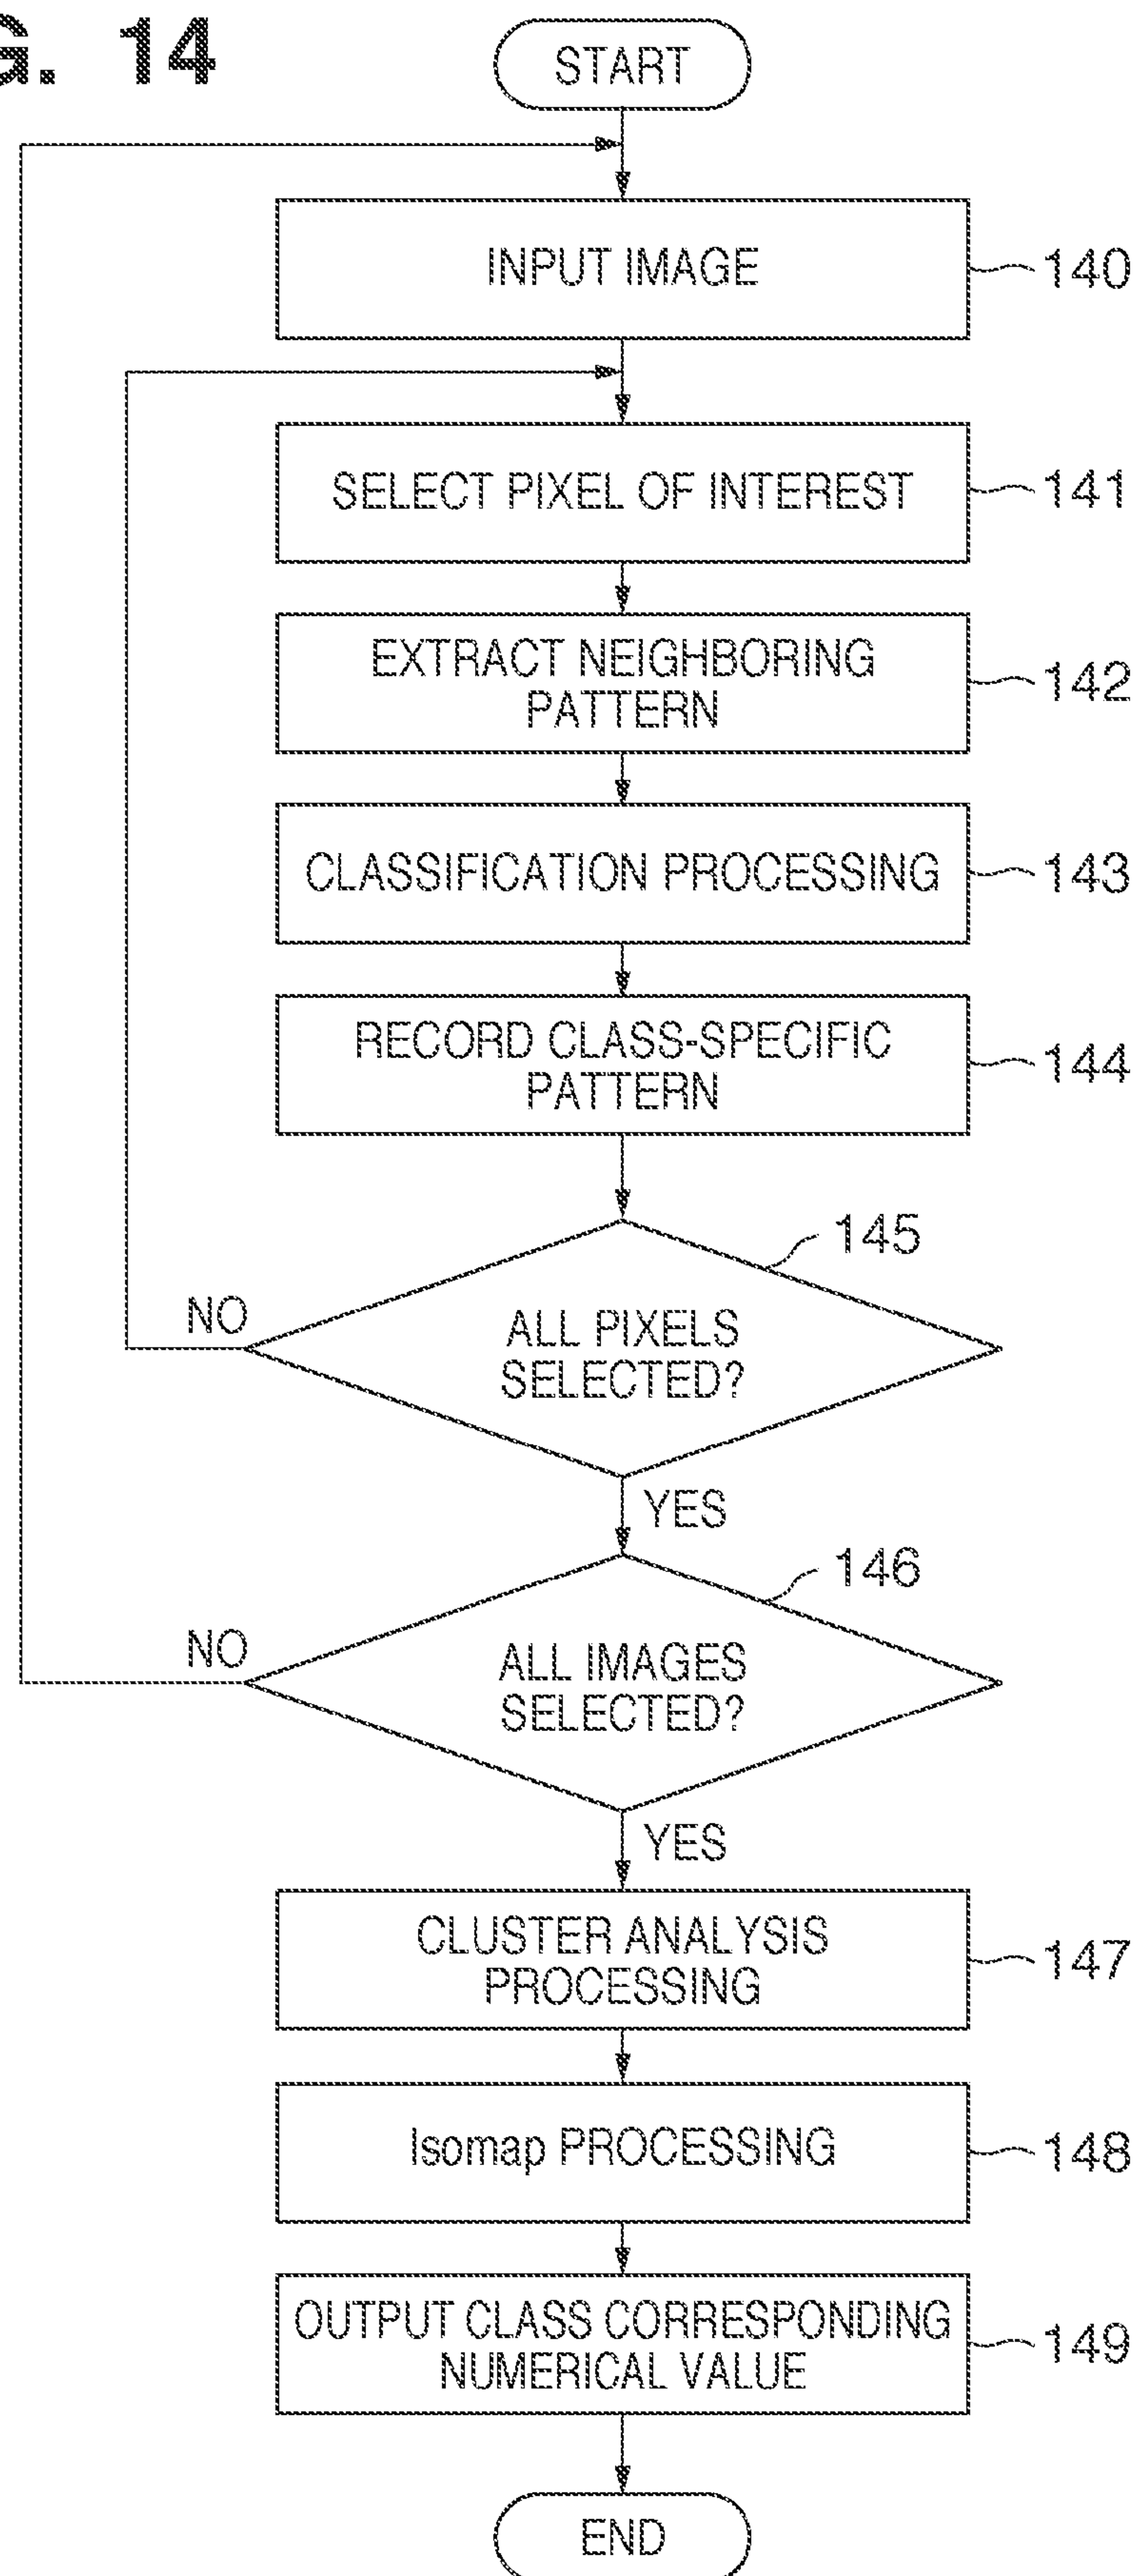 G. 14
START
INPUT IMAGE
140
SELECT PIXEL OF INTEREST
141
EXTRACT NEIGHBORING
PATTERN
142
CLASSIFICATION PROCESSING
143
RECORD CLASS-SPECIFIC
PATTERN
144
145
NO
ALL PIXELS
SELECTED?
YES
146
NO
ALL IMAGES
SELECTED?
YES
CLUSTER ANALYSIS
PROCESSING
147
Isomap PROCESSING
148
OUTPUT CLASS CORRESPONDING
NUMERICAL VALUE
149
END